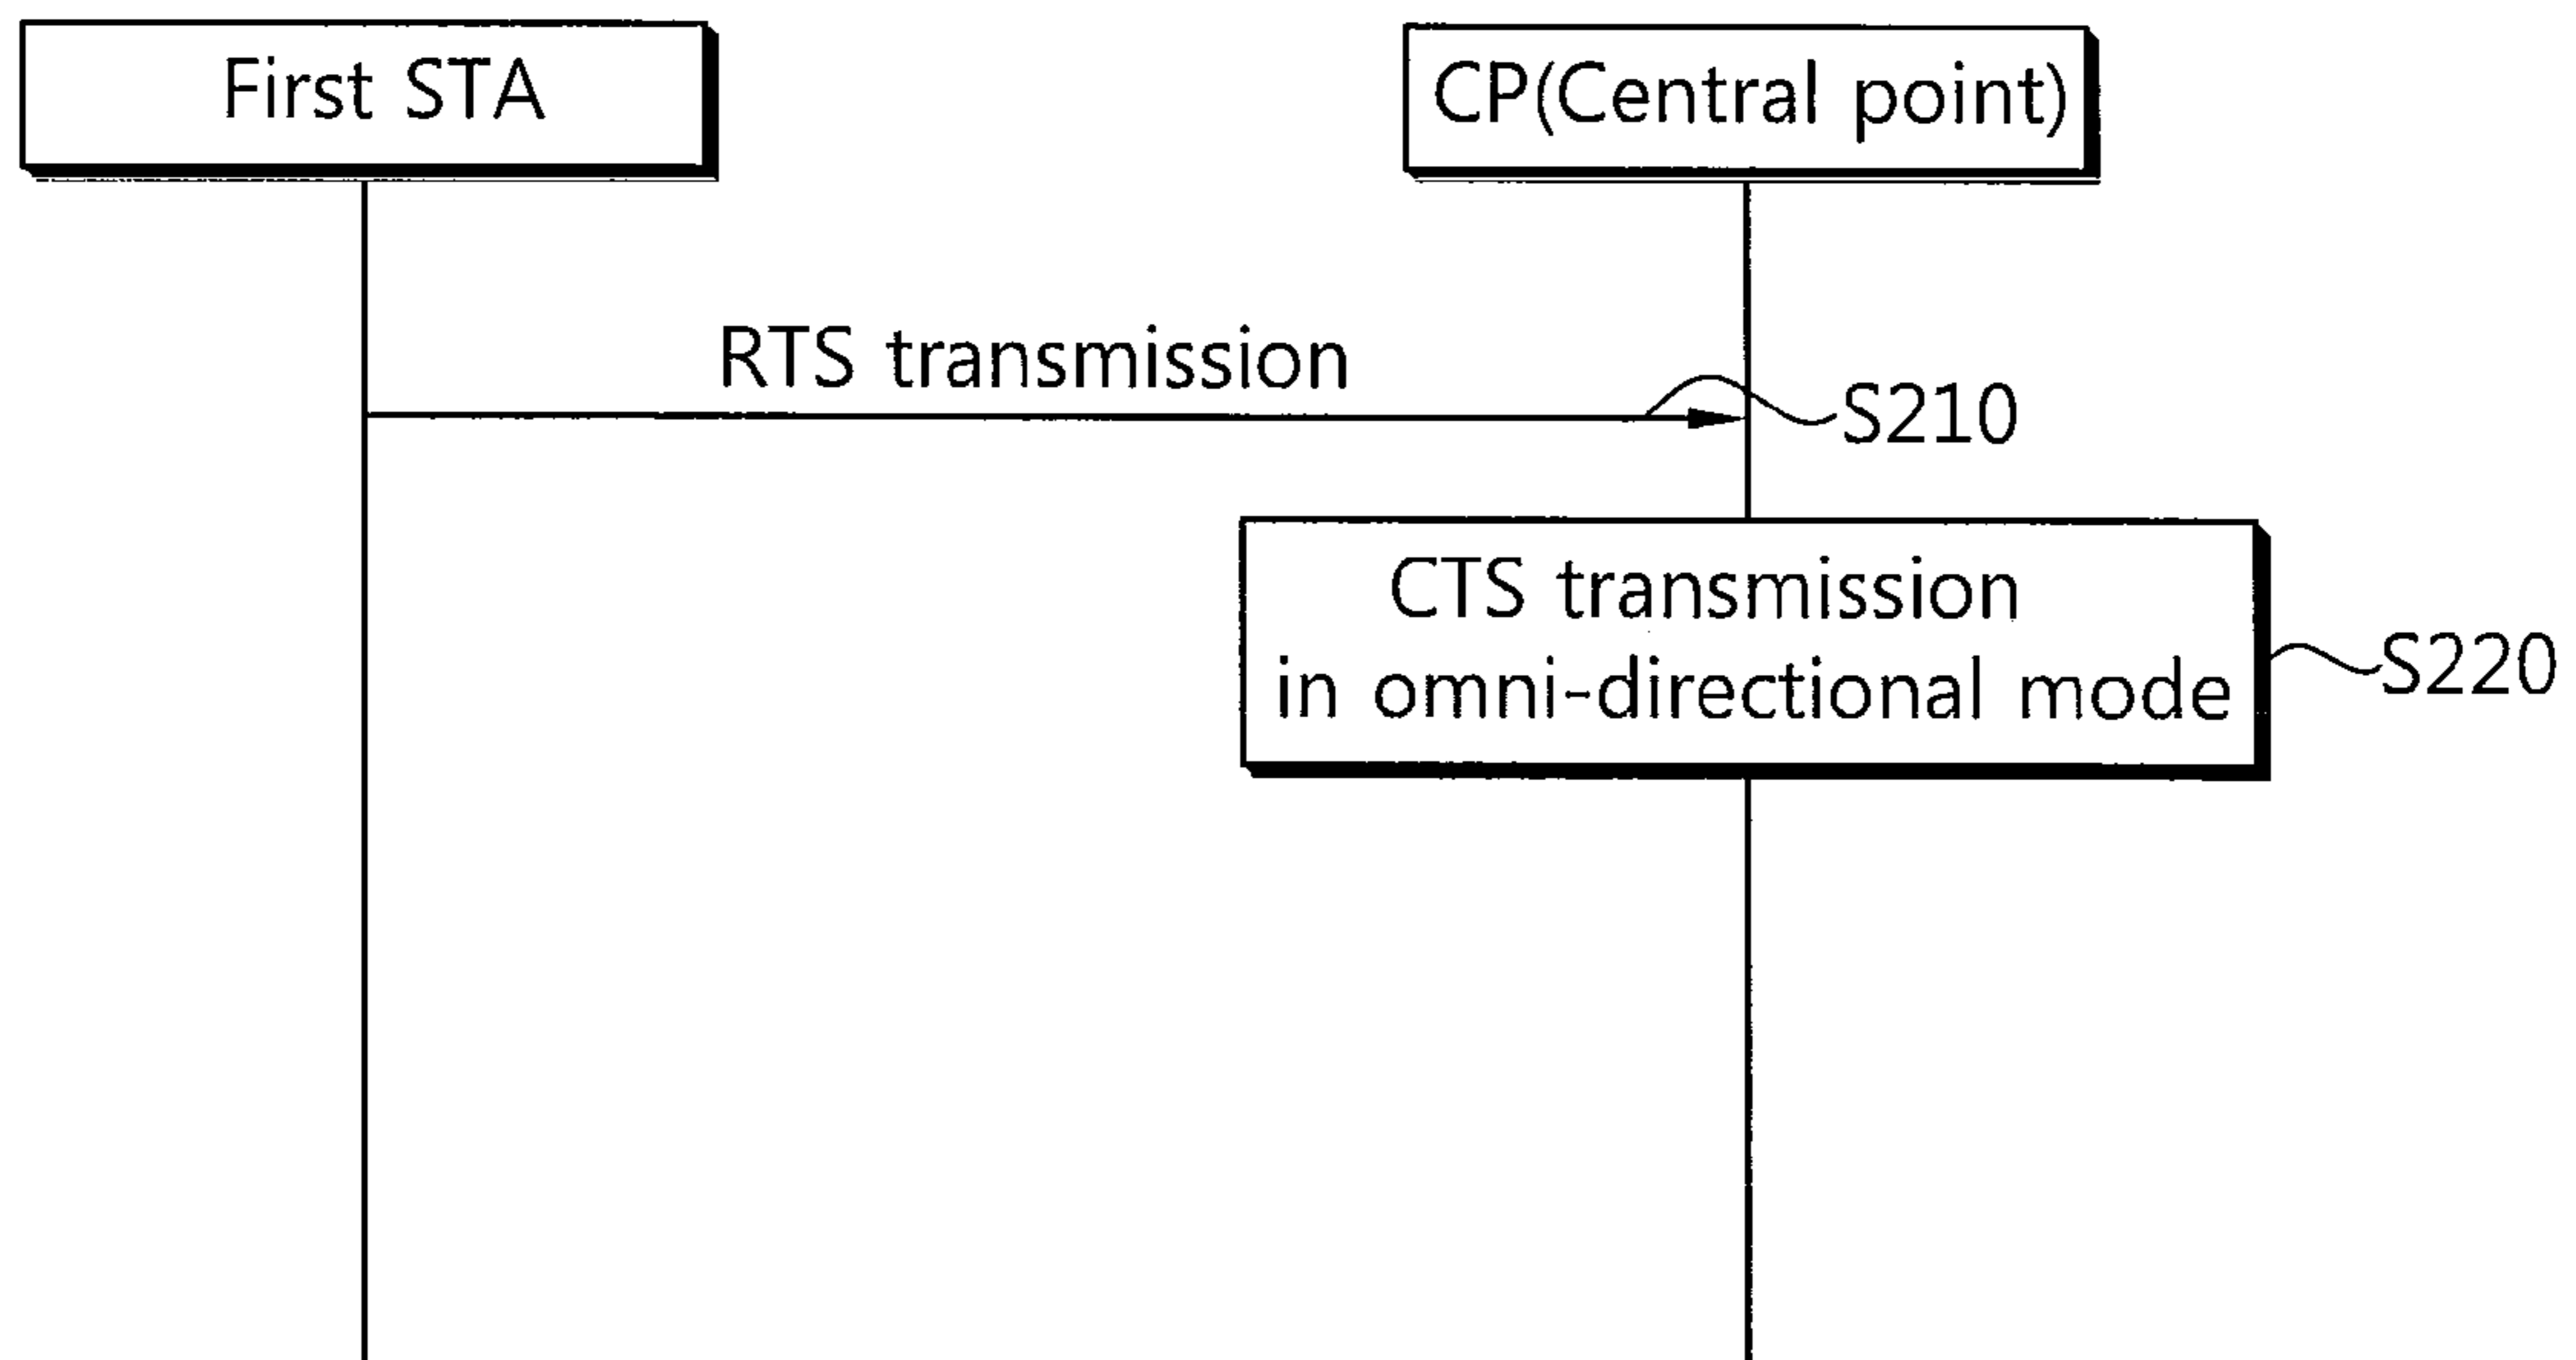 First STA
CP(Central point)
RTS transmission
S210
CTS transmission
in omni-directional mode
S220